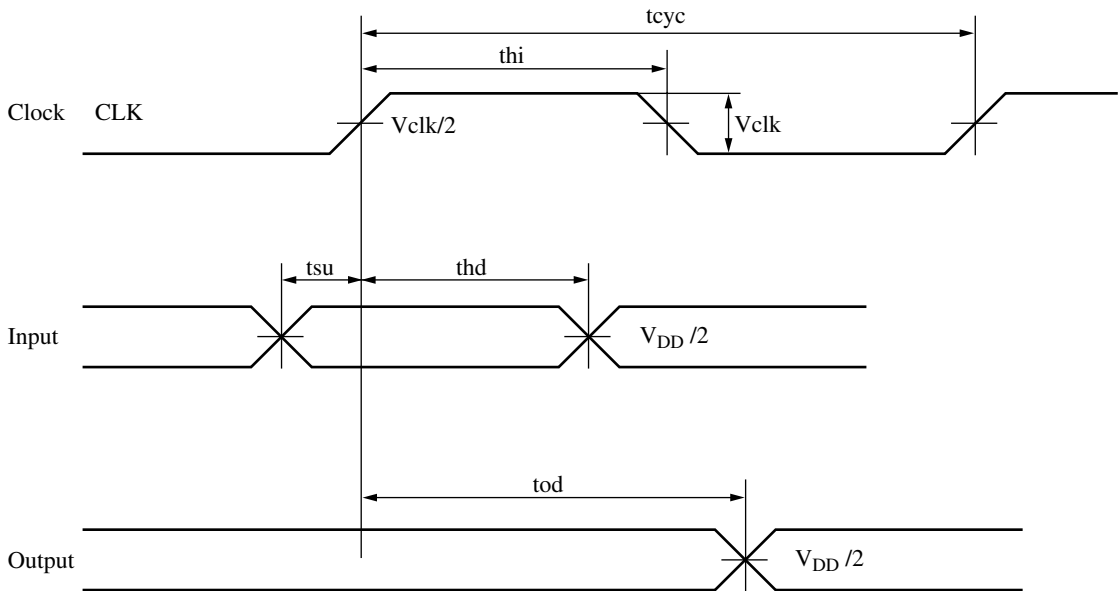 tcyc
thi
Clock CLK
Vclk/2
Vclk
tsu
thd
Input
V_DD /2
tod
Output
V_DD /2